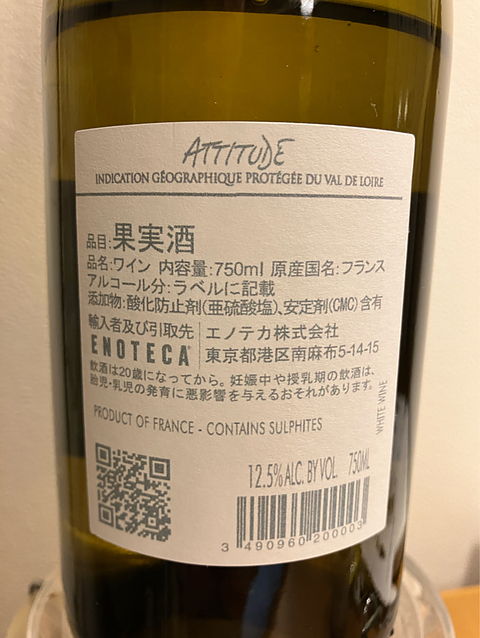 ATTITUDE
INDICATION GÉOGRAPHIQUE PROTÉGÉE DU VAL DE LOIRE
品目:果実酒
品名:ワイン 内容量:750ml 原産国名:フランス
アルコール分:ラベルに記載
添加物:酸化防止剤(亜硫酸塩)、安定剤(CMC)含有
輸入者及び引取先 エノテカ株式会社
ENOTECA® 東京都港区南麻布5-14-15
飲酒は20歳になってから。妊娠中や授乳期の飲酒は、
胎児・乳児の発育に悪影響を与えるおそれがあります。
WHITE WINE
PRODUCT OF FRANCE - CONTAINS SULPHITES
12.5% ALC. BY VOL. 750ML
3 490960 200003